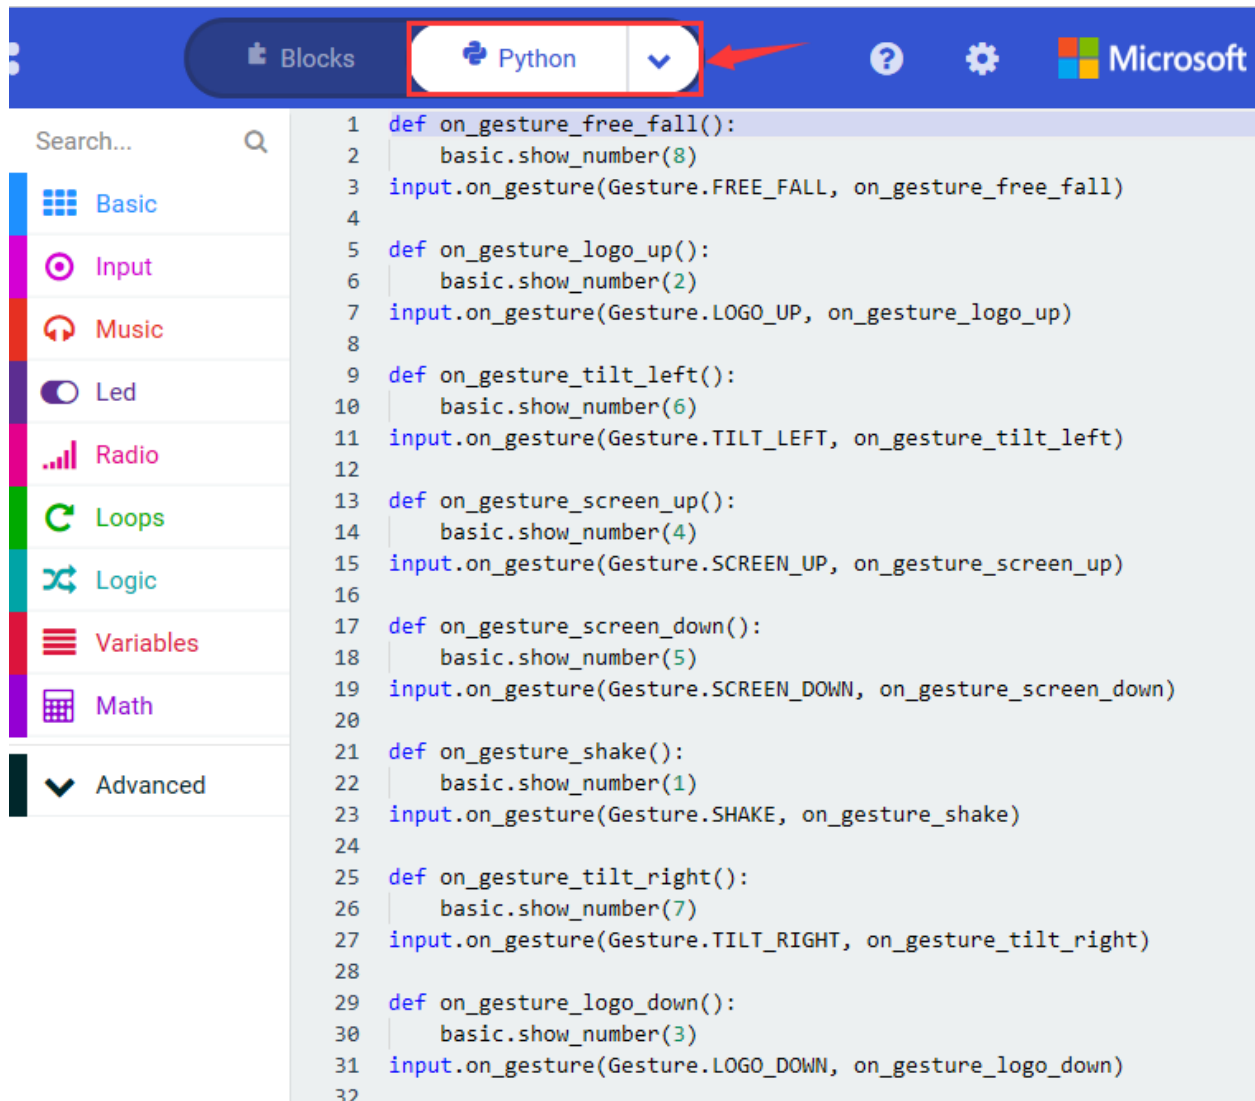 Blocks
Python
Microsoft
Search...
Basic
Input
Music
Led
Radio
Loops
Logic
Variables
Math
Advanced
1 def on_gesture_free_fall():
2     basic.show_number(8)
3 input.on_gesture(Gesture.FREE_FALL, on_gesture_free_fall)
4
5 def on_gesture_logo_up():
6     basic.show_number(2)
7 input.on_gesture(Gesture.LOGO_UP, on_gesture_logo_up)
8
9 def on_gesture_tilt_left():
10     basic.show_number(6)
11 input.on_gesture(Gesture.TILT_LEFT, on_gesture_tilt_left)
12
13 def on_gesture_screen_up():
14     basic.show_number(4)
15 input.on_gesture(Gesture.SCREEN_UP, on_gesture_screen_up)
16
17 def on_gesture_screen_down():
18     basic.show_number(5)
19 input.on_gesture(Gesture.SCREEN_DOWN, on_gesture_screen_down)
20
21 def on_gesture_shake():
22     basic.show_number(1)
23 input.on_gesture(Gesture.SHAKE, on_gesture_shake)
24
25 def on_gesture_tilt_right():
26     basic.show_number(7)
27 input.on_gesture(Gesture.TILT_RIGHT, on_gesture_tilt_right)
28
29 def on_gesture_logo_down():
30     basic.show_number(3)
31 input.on_gesture(Gesture.LOGO_DOWN, on_gesture_logo_down)
32